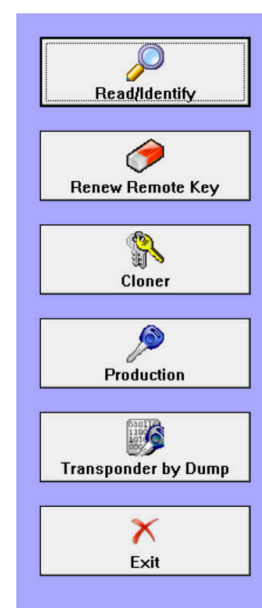 Read/Identify
Renew Remote Key
Cloner
Production
Transponder by Dump
Exit